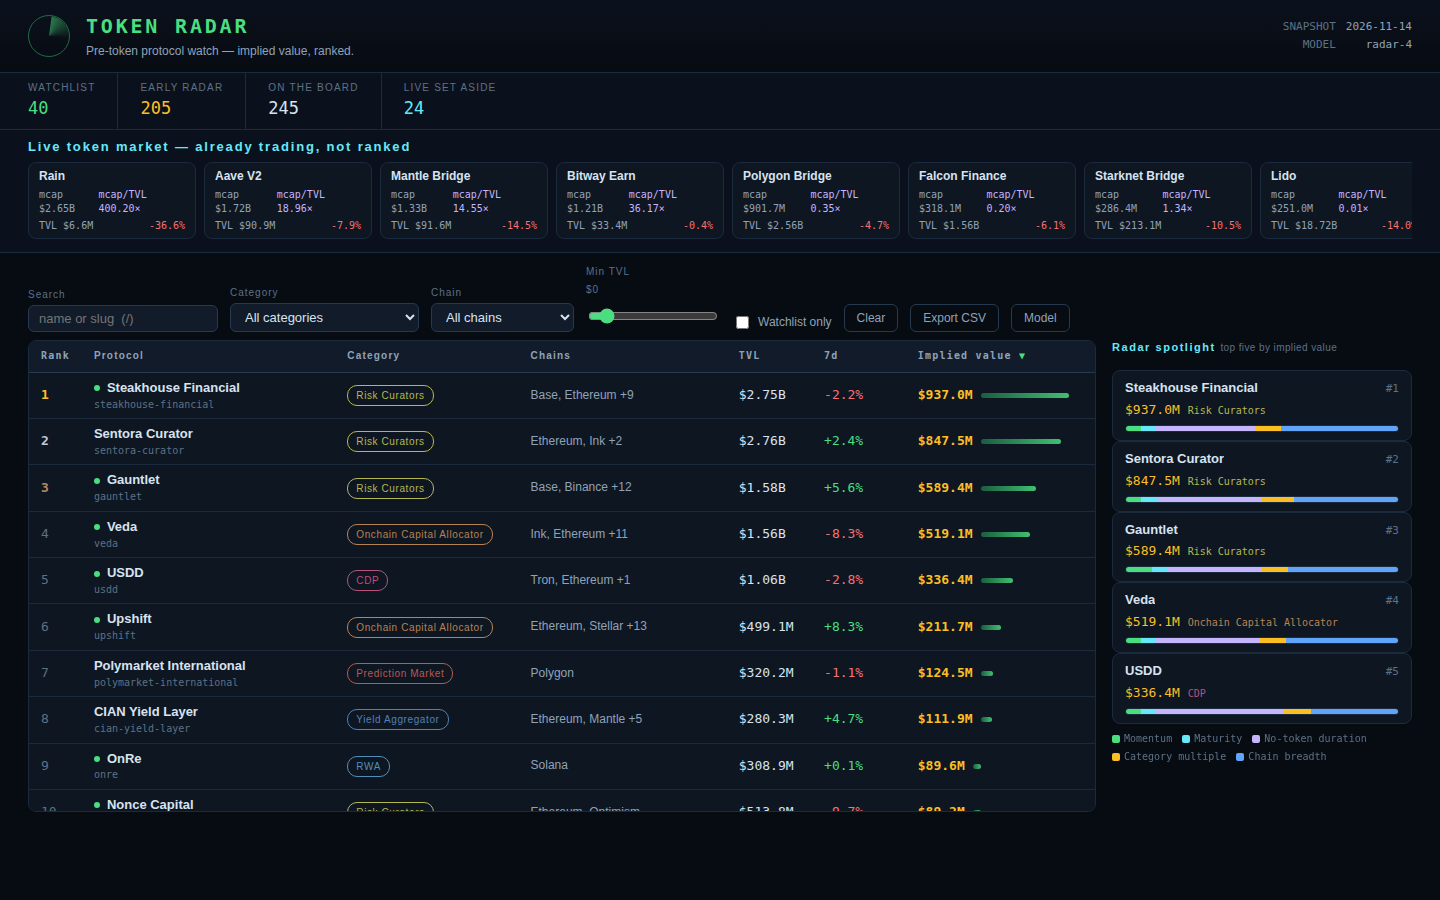 TOKEN RADAR
Pre-token protocol watch — implied value, ranked.
SNAPSHOT 2026-11-14
MODEL radar-4
WATCHLIST EARLY RADAR ON THE BOARD LIVE SET ASIDE
40 205 245 24
Live token market — already trading, not ranked
Rain Aave V2 Mantle Bridge Bitway Earn Polygon Bridge Falcon Finance Starknet Bridge Lido
mcap mcap/TVL mcap mcap/TVL mcap mcap/TVL mcap mcap/TVL mcap mcap/TVL mcap mcap/TVL mcap mcap/TVL mcap mcap/TVL
$2.65B 400.20× $1.72B 18.96× $1.33B 14.55× $1.21B 36.17× $901.7M 0.35× $318.1M 0.20× $286.4M 1.34× $251.0M 0.01×
TVL $6.6M -36.6% TVL $90.9M -7.9% TVL $91.6M -14.5% TVL $33.4M -0.4% TVL $2.56B -4.7% TVL $1.56B -6.1% TVL $213.1M -10.5% TVL $18.72B
Min TVL
$0
Search Category Chain
name or slug (/) All categories All chains Watchlist only Clear Export CSV Model
Rank Protocol Category Chains TVL 7d Implied value ▼
1 Steakhouse Financial Risk Curators Base, Ethereum +9 $2.75B -2.2% $937.0M
steakhouse-financial
2 Sentora Curator Risk Curators Ethereum, Ink +2 $2.76B +2.4% $847.5M
sentora-curator
3 Gauntlet Risk Curators Base, Binance +12 $1.58B +5.6% $589.4M
gauntlet
4 Veda Onchain Capital Allocator Ink, Ethereum +11 $1.56B -8.3% $519.1M
veda
5 USDD CDP Tron, Ethereum +1 $1.06B -2.8% $336.4M
usdd
6 Upshift Onchain Capital Allocator Ethereum, Stellar +13 $499.1M +8.3% $211.7M
upshift
7 Polymarket International Prediction Market Polygon $320.2M -1.1% $124.5M
polymarket-international
8 CIAN Yield Layer Yield Aggregator Ethereum, Mantle +5 $280.3M +4.7% $111.9M
cian-yield-layer
9 OnRe RWA Solana $308.9M +0.1% $89.6M
onre
10 Nonce Capital Risk Curators Ethereum, Optimism $513.8M -9.7% $89.2M
Radar spotlight top five by implied value
Steakhouse Financial #1
$937.0M Risk Curators
Sentora Curator #2
$847.5M Risk Curators
Gauntlet #3
$589.4M Risk Curators
Veda #4
$519.1M Onchain Capital Allocator
USDD #5
$336.4M CDP
Momentum Maturity No-token duration
Category multiple Chain breadth